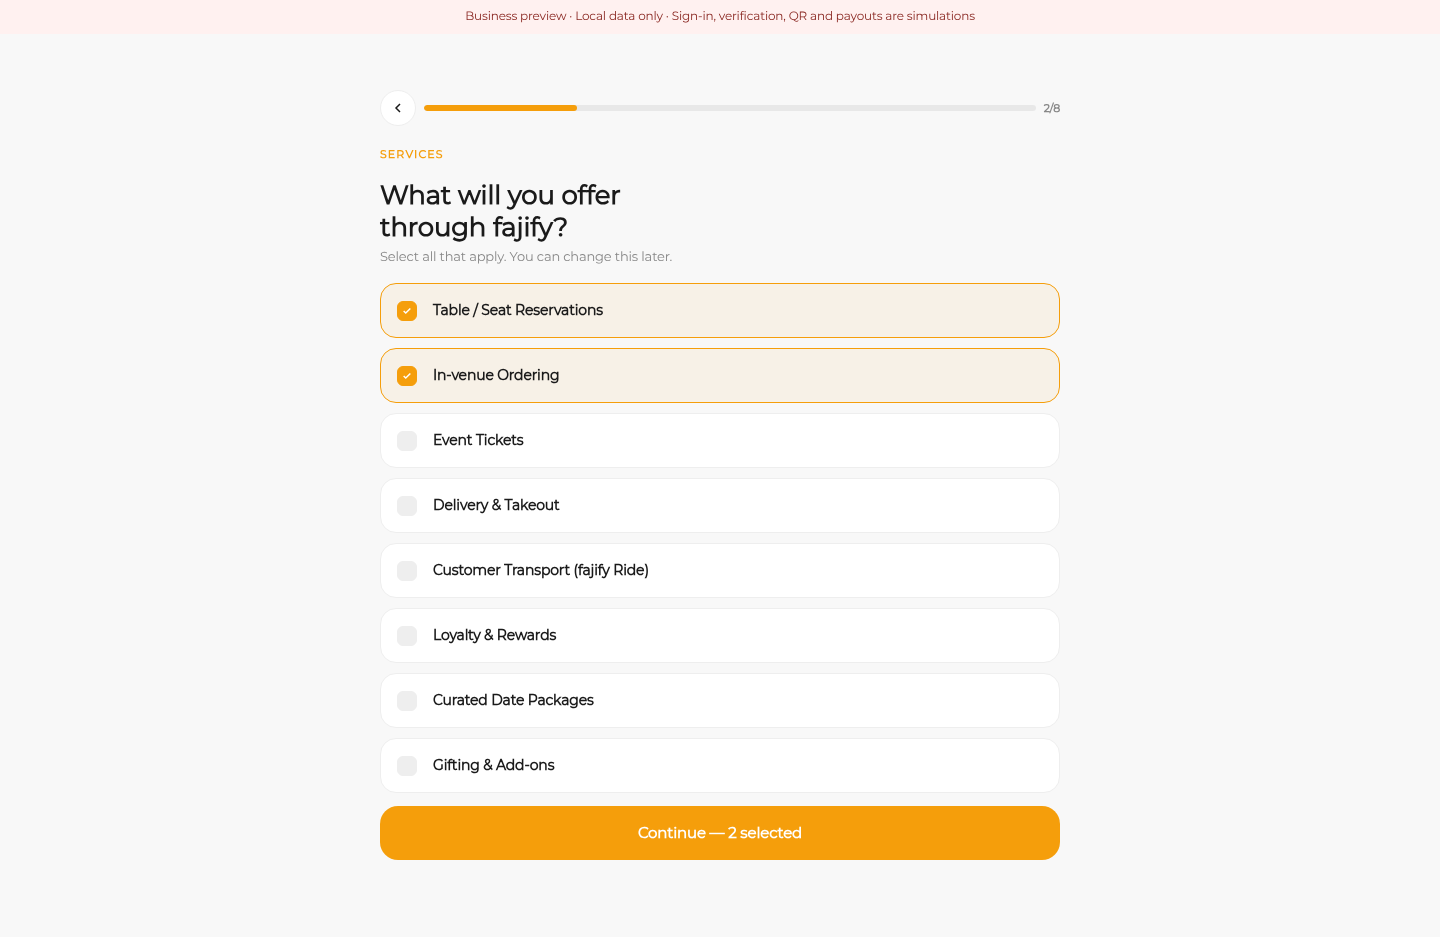 Business preview · Local data only · Sign-in, verification, QR and payouts are simulations
2/8
SERVICES
What will you offer
through fajify?
Select all that apply. You can change this later.
Table / Seat Reservations
In-venue Ordering
Event Tickets
Delivery & Takeout
Customer Transport (fajify Ride)
Loyalty & Rewards
Curated Date Packages
Gifting & Add-ons
Continue — 2 selected